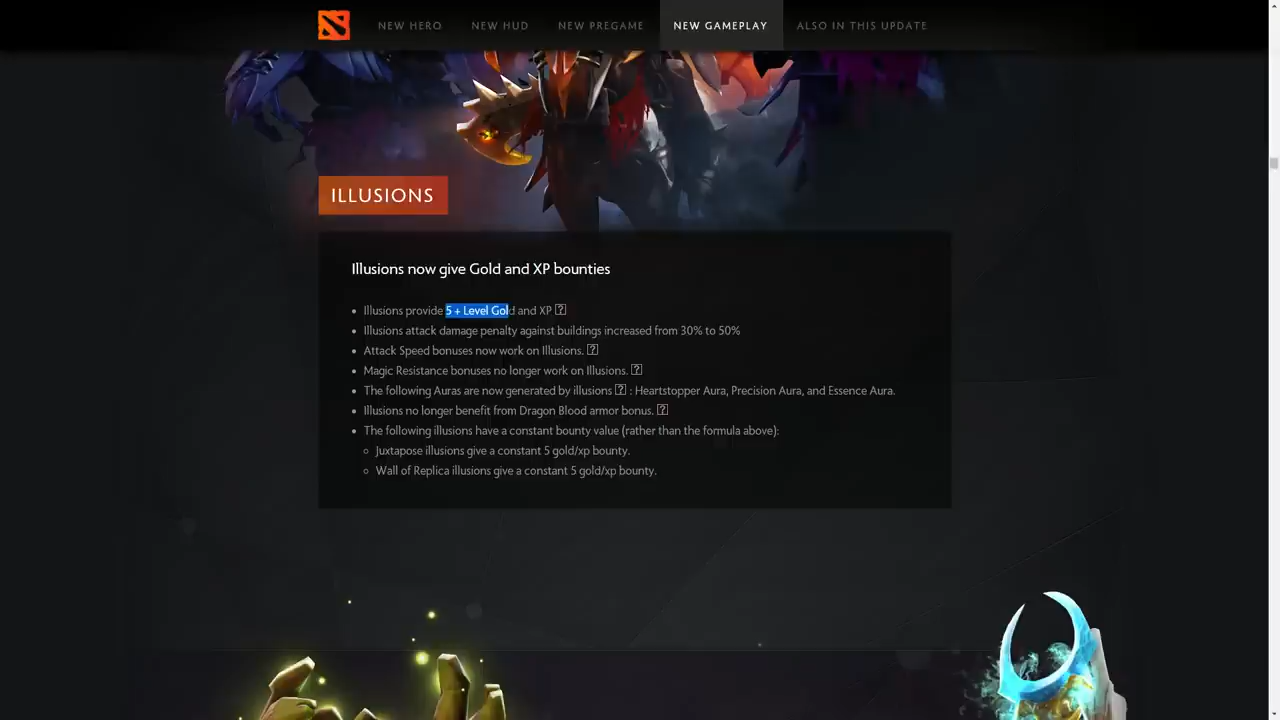 NEW HERO
NEW HUD
NEW PREGAME
NEW GAMEPLAY
ALSO IN THIS UPDATE
ILLUSIONS
Illusions now give Gold and XP bounties
Illusions provide 5 + Level Gold and XP
Illusions attack damage penalty against buildings increased from 30% to 50%
Attack Speed bonuses now work on Illusions.
Magic Resistance bonuses no longer work on Illusions.
The following Auras are now generated by illusions : Heartstopper Aura, Precision Aura, and Essence Aura.
Illusions no longer benefit from Dragon Blood armor bonus.
The following illusions have a constant bounty value (rather than the formula above):
Juxtapose illusions give a constant 5 gold/xp bounty.
Wall of Replica illusions give a constant 5 gold/xp bounty.